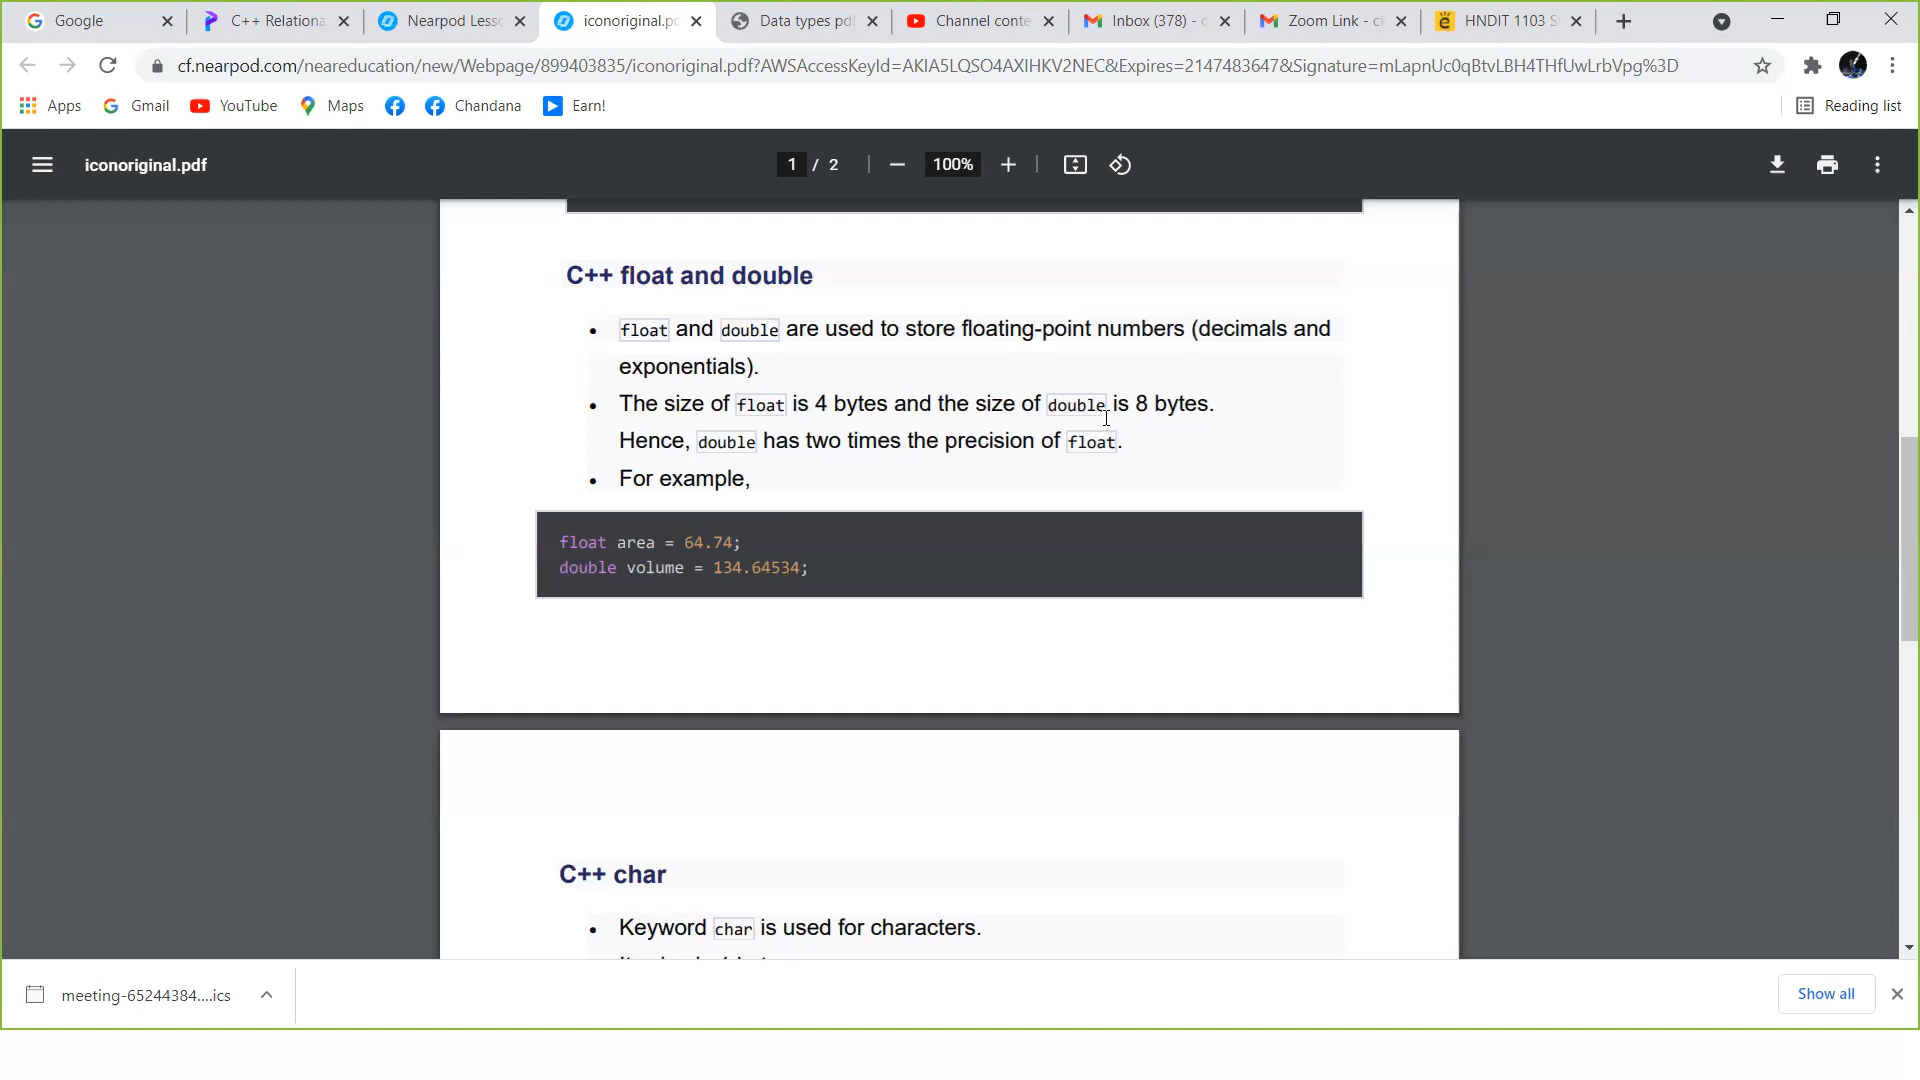 Google
C++ Relationa
Nearpod Less
iconoriginal.p
Data types pdf
Channel conte
Inbox (378) - c
Zoom Link - c
HNDIT 1103 S
cf.nearpod.com/neareducation/new/Webpage/899403835/iconoriginal.pdf?AWSAccessKeyId=AKIA5LQSO4AXIHKV2NEC&Expires=2147483647&Signature=mLapnUc0qBtvLBH4THfUwLrbVpg%3D
Apps Gmail YouTube Maps Chandana Earn! Reading list
iconoriginal.pdf 1 / 2 100%
C++ float and double
• float and double are used to store floating-point numbers (decimals and
exponentials).
• The size of float is 4 bytes and the size of double is 8 bytes.
Hence, double has two times the precision of float.
• For example,
float area = 64.74;
double volume = 134.64534;
C++ char
• Keyword char is used for characters.
meeting-65244384....ics Show all